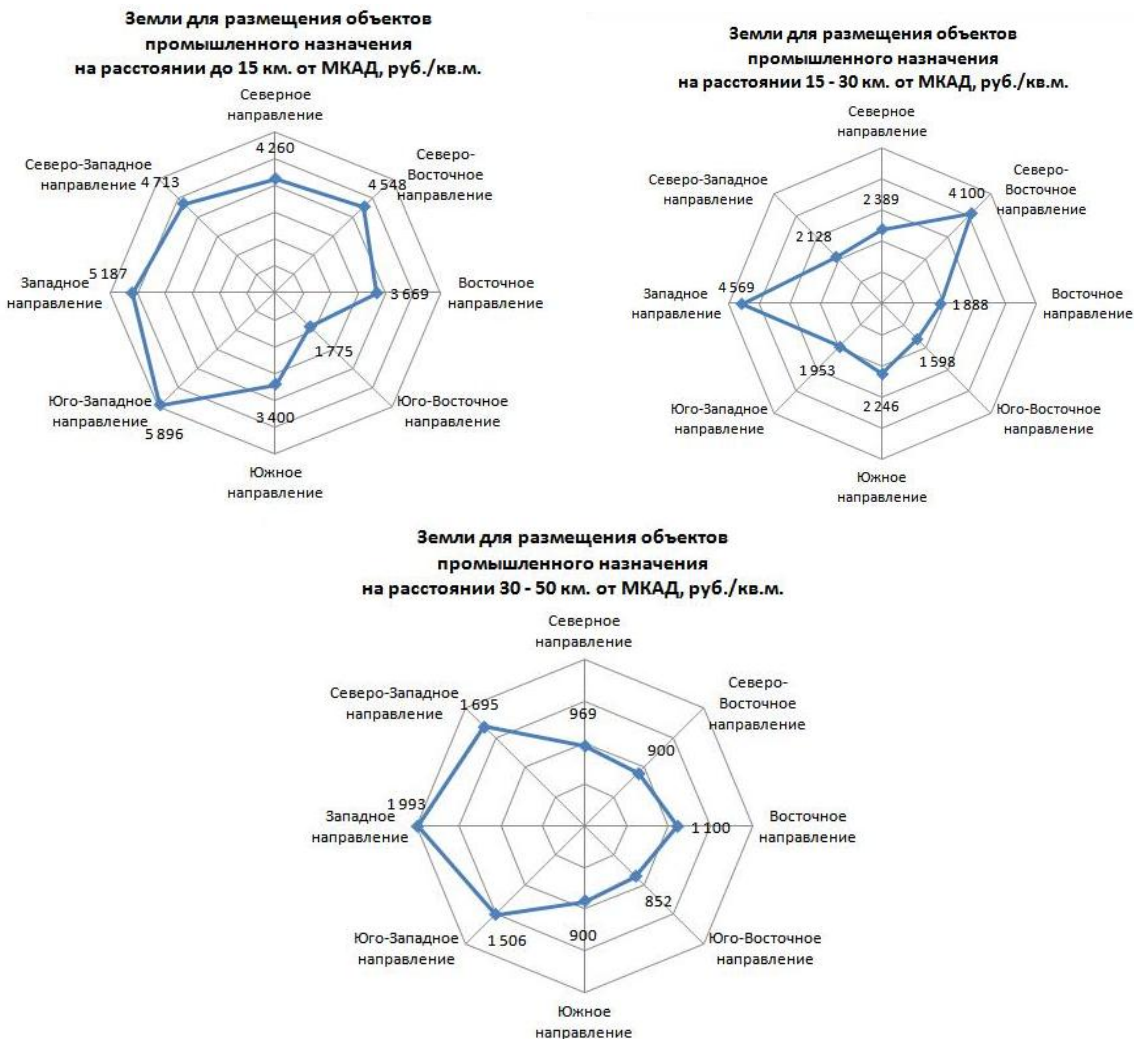 Земли для размещения объектов
промышленного назначения
на расстоянии до 15 км. от МКАД, руб./кв.м.
Северное
направление
4 260
Северо-
Восточное
направление
4 548
Восточное
направление
3 669
Юго-Восточное
направление
1 775
Южное
направление
3 400
Юго-Западное
направление
5 896
Западное
направление
5 187
Северо-Западное
направление
4 713
Земли для размещения объектов
промышленного назначения
на расстоянии 15 - 30 км. от МКАД, руб./кв.м.
Северное
направление
2 389
Северо-
Восточное
направление
4 100
Восточное
направление
1 888
Юго-Восточное
направление
1 598
Южное
направление
2 246
Юго-Западное
направление
1 953
Западное
направление
4 569
Северо-Западное
направление
2 128
Земли для размещения объектов
промышленного назначения
на расстоянии 30 - 50 км. от МКАД, руб./кв.м.
Северное
направление
969
Северо-
Восточное
направление
900
Восточное
направление
1 100
Юго-Восточное
направление
852
Южное
направление
900
Юго-Западное
направление
1 506
Западное
направление
1 993
Северо-Западное
направление
1 695